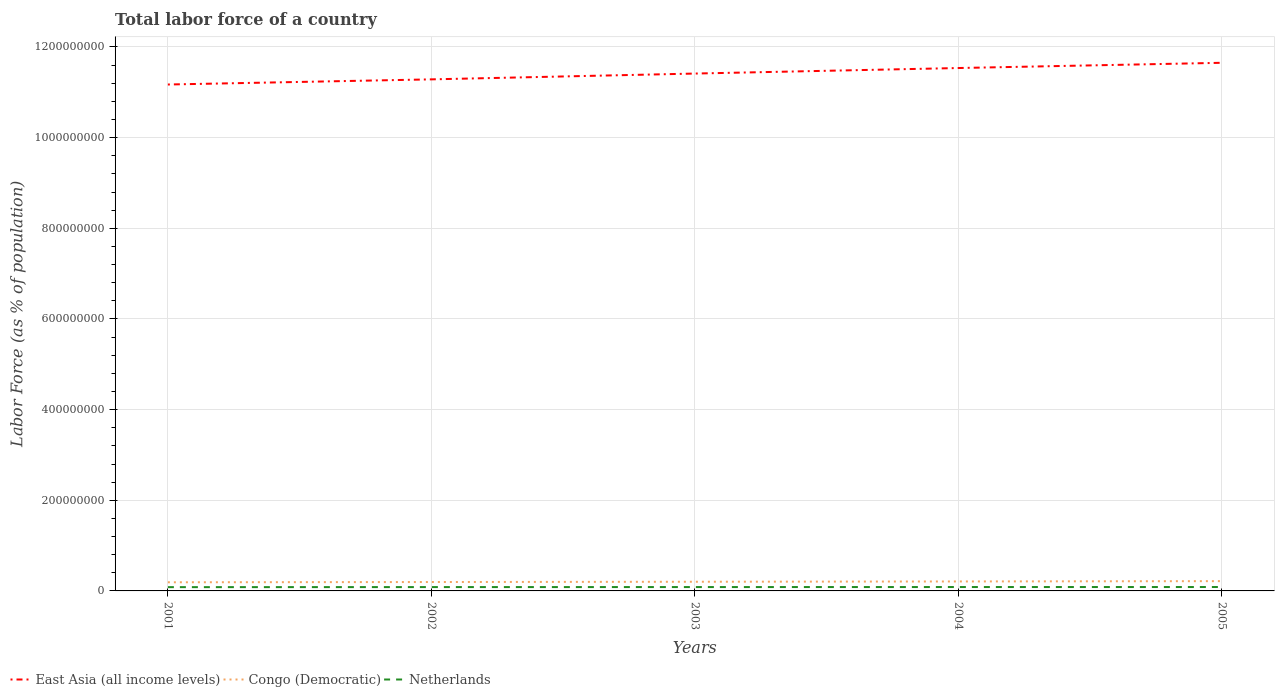 Total labor force of a country
Labor Force (as % of population)
1200000000
1000000000
800000000
600000000
400000000
200000000
0
2001
2002
2003
2004
2005
Years
East Asia (all income levels)
Congo (Democratic)
Netherlands